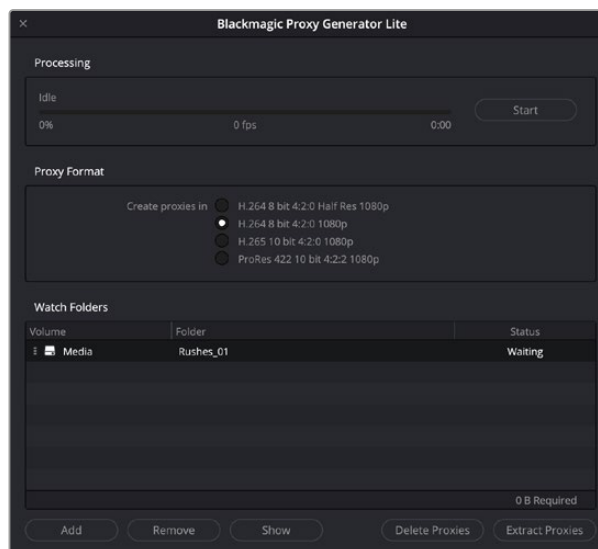 Blackmagic Proxy Generator Lite
Processing
Idle
0% 0 fps 0:00
Start
Proxy Format
Create proxies in H.264 8 bit 4:2:0 Half Res 1080p
H.264 8 bit 4:2:0 1080p
H.265 10 bit 4:2:0 1080p
ProRes 422 10 bit 4:2:2 1080p
Watch Folders
Volume Folder Status
Media Rushes_01 Waiting
0 B Required
Add Remove Show Delete Proxies Extract Proxies